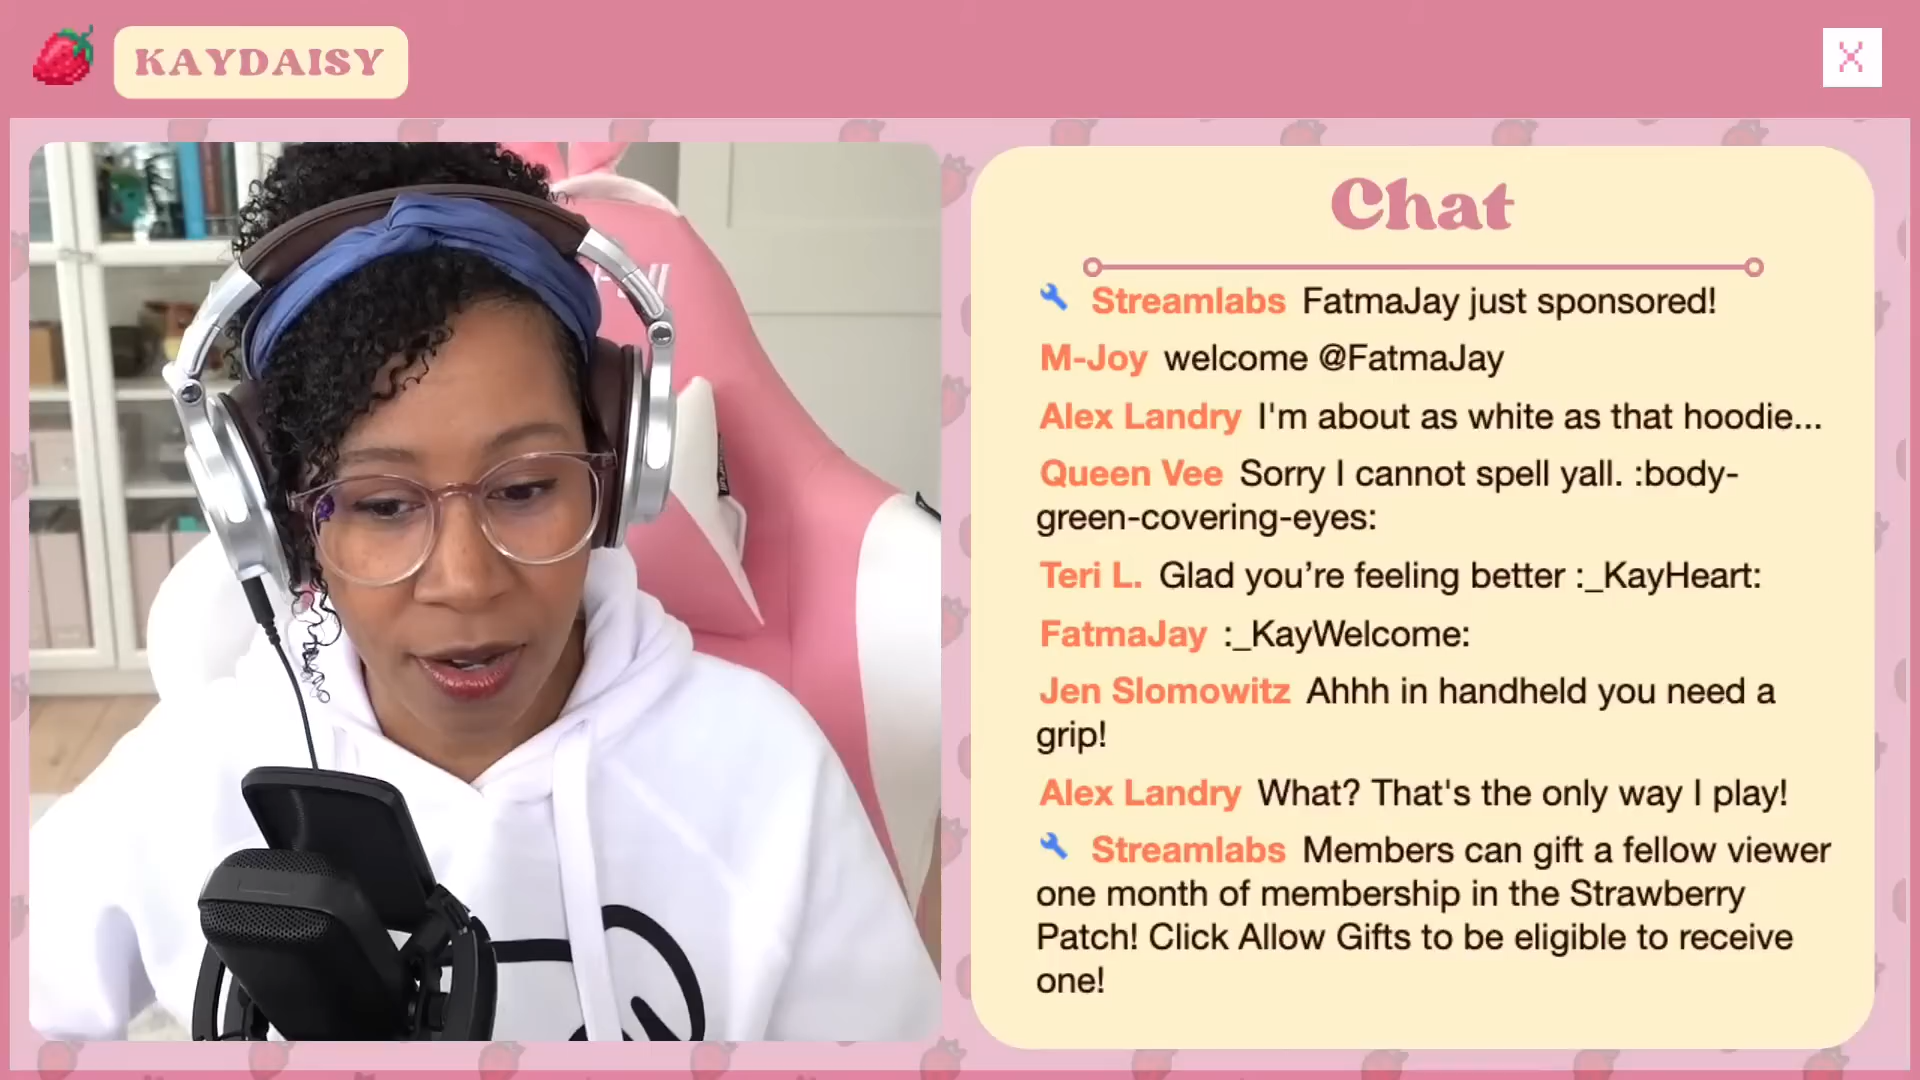 KAYDAISY
Chat
Streamlabs FatmaJay just sponsored!
M-Joy welcome @FatmaJay
Alex Landry I'm about as white as that hoodie...
Queen Vee Sorry I cannot spell yall. :body-
green-covering-eyes:
Teri L. Glad you’re feeling better :_KayHeart:
FatmaJay :_KayWelcome:
Jen Slomowitz Ahhh in handheld you need a
grip!
Alex Landry What? That's the only way I play!
Streamlabs Members can gift a fellow viewer
one month of membership in the Strawberry
Patch! Click Allow Gifts to be eligible to receive
one!